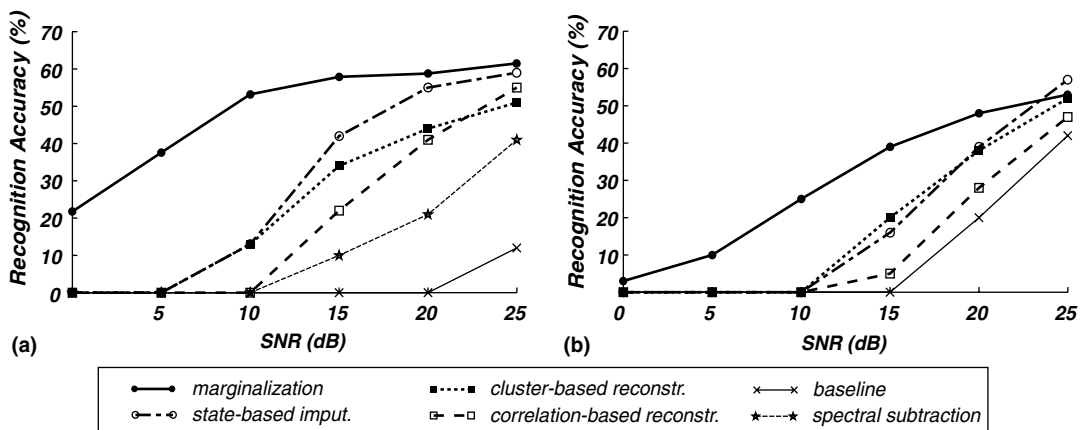 Recognition Accuracy (%)
70
60
50
40
30
20
10
0
5
10
15
20
25
SNR (dB)
(a)
Recognition Accuracy (%)
70
60
50
40
30
20
10
0
0
5
10
15
20
25
SNR (dB)
(b)
marginalization
state-based imput.
cluster-based reconstr.
correlation-based reconstr.
baseline
spectral subtraction